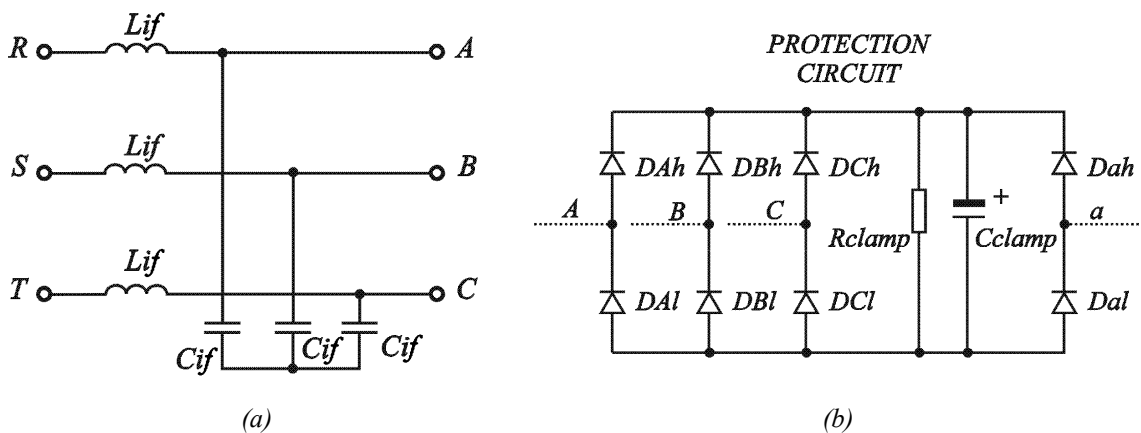 Lif
R
A
PROTECTION
CIRCUIT
Lif
S
B
DAh
DBh
DCh
Dah
A
B
C
+
a
Rclamp
Cclamp
Lif
T
C
DAl
DBl
DCl
Dal
Cif
Cif
Cif
(a)
(b)